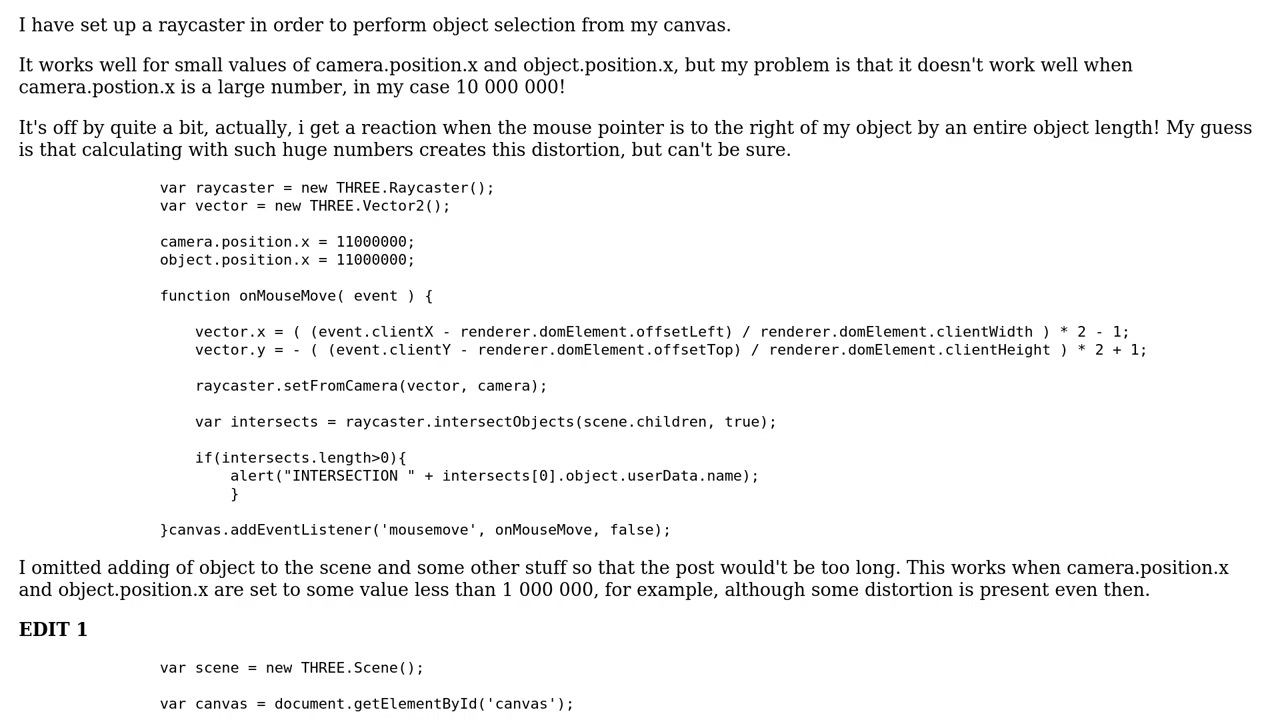 I have set up a raycaster in order to perform object selection from my canvas.
It works well for small values of camera.position.x and object.position.x, but my problem is that it doesn't work well when
camera.postion.x is a large number, in my case 10 000 000!
It's off by quite a bit, actually, i get a reaction when the mouse pointer is to the right of my object by an entire object length! My guess
is that calculating with such huge numbers creates this distortion, but can't be sure.
var raycaster = new THREE.Raycaster();
var vector = new THREE.Vector2();
camera.position.x = 11000000;
object.position.x = 11000000;
function onMouseMove( event ) {
vector.x = ( (event.clientX - renderer.domElement.offsetLeft) / renderer.domElement.clientWidth ) * 2 - 1;
vector.y = - ( (event.clientY - renderer.domElement.offsetTop) / renderer.domElement.clientHeight ) * 2 + 1;
raycaster.setFromCamera(vector, camera);
var intersects = raycaster.intersectObjects(scene.children, true);
if(intersects.length>0){
alert("INTERSECTION " + intersects[0].object.userData.name);
}
}canvas.addEventListener('mousemove', onMouseMove, false);
I omitted adding of object to the scene and some other stuff so that the post would't be too long. This works when camera.position.x
and object.position.x are set to some value less than 1 000 000, for example, although some distortion is present even then.
EDIT 1
var scene = new THREE.Scene();
var canvas = document.getElementById('canvas');